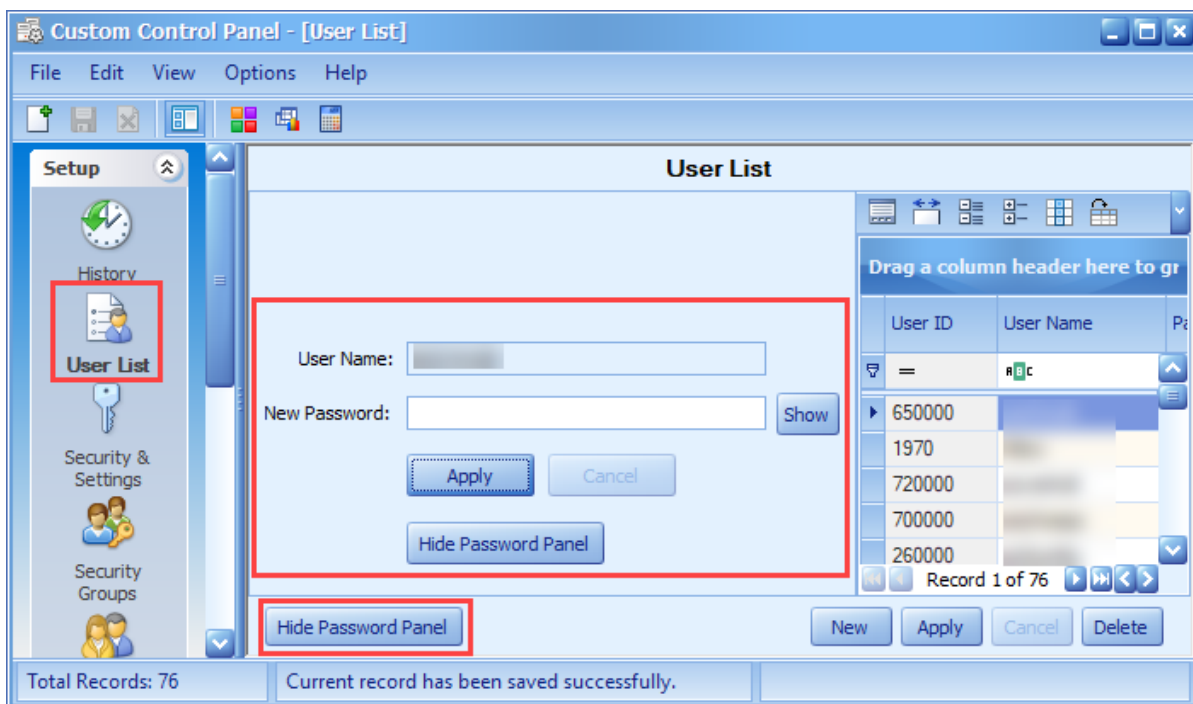 Custom Control Panel - [User List]
File Edit View Options Help
Setup
History
User List
Security &
Settings
Security
Groups
User List
User Name:
New Password:
Show
Apply Cancel
Hide Password Panel
Drag a column header here to gr
User ID User Name Pa
= ABC
650000
1970
720000
700000
260000
Record 1 of 76
Hide Password Panel New Apply Cancel Delete
Total Records: 76 Current record has been saved successfully.